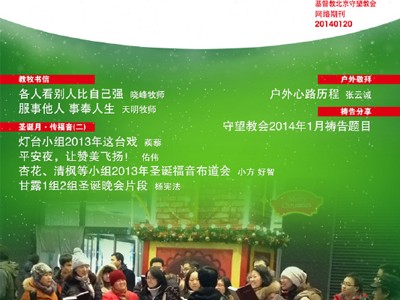 基督教北京守望教会
网络期刊
20140120
教牧书信
各人看别人比自己强 晓峰牧师
服事他人 事奉人生 天明牧师
圣诞月·传福音(二)
灯台小组2013年这台戏 蒺藜
平安夜，让赞美飞扬！ 佑伟
杏花、清枫等小组2013年圣诞福音布道会 小方 好智
甘露1组2组圣诞晚会片段 杨宪法
户外敬拜
户外心路历程 张云诚
祷告分享
守望教会2014年1月祷告题目